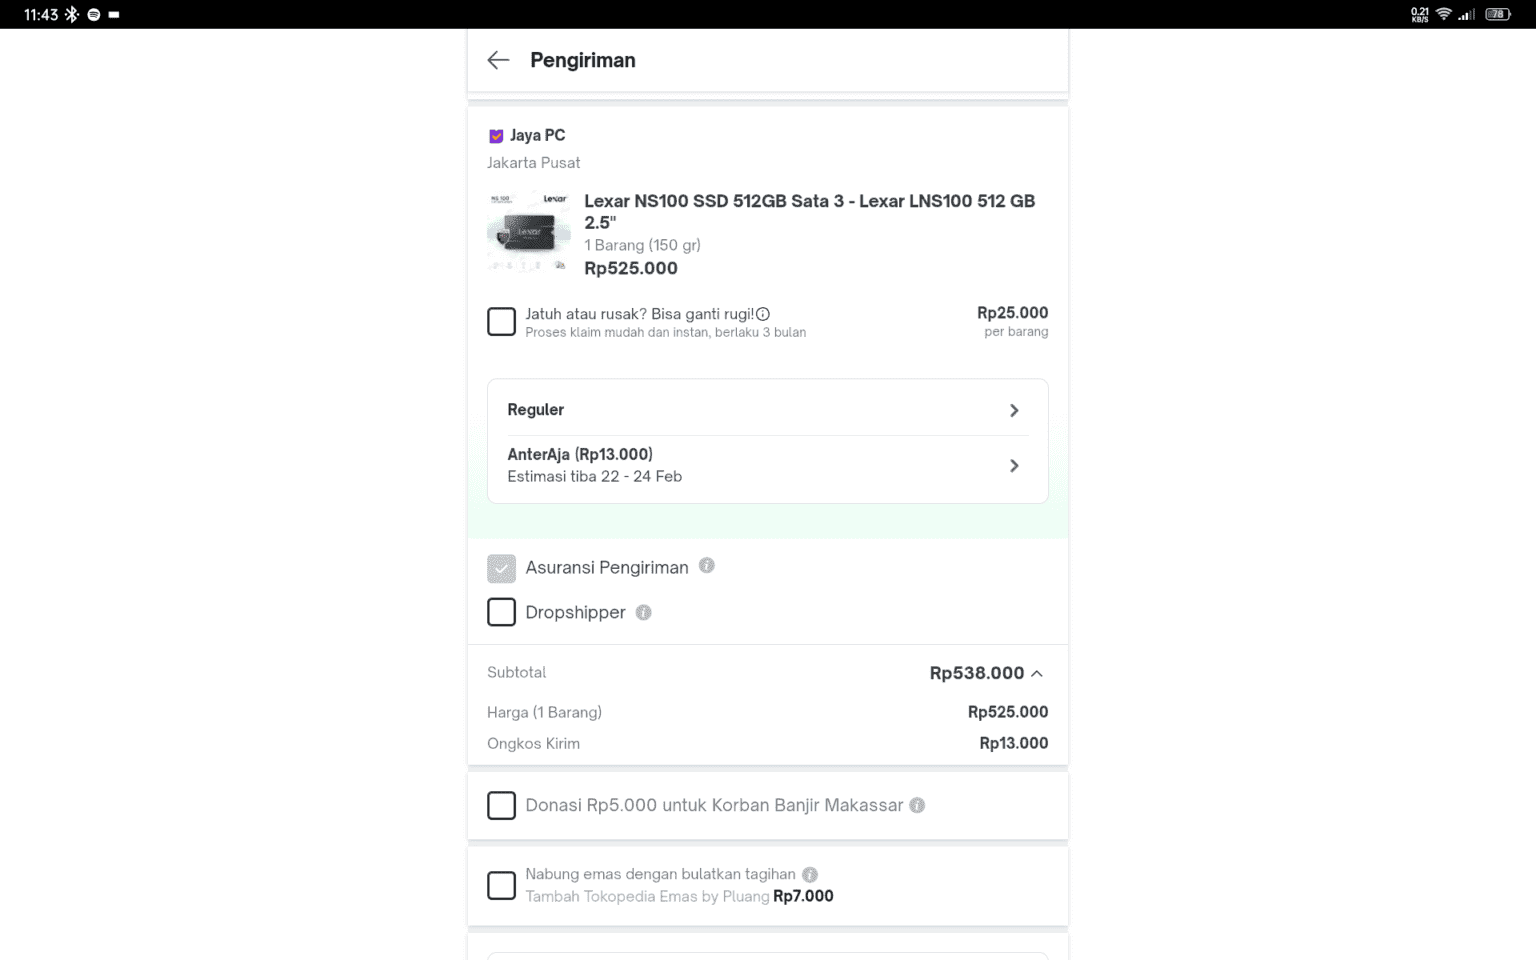 11:43
0.21
KB/S
78
Pengiriman
Jaya PC
Jakarta Pusat
NS 100
Lexar
Lexar
Lexar NS100 SSD 512GB Sata 3 - Lexar LNS100 512 GB
2.5"
1 Barang (150 gr)
Rp525.000
Jatuh atau rusak? Bisa ganti rugi!
Rp25.000
Proses klaim mudah dan instan, berlaku 3 bulan
per barang
Reguler
AnterAja (Rp13.000)
Estimasi tiba 22 - 24 Feb
Asuransi Pengiriman
Dropshipper
Subtotal
Rp538.000
Harga (1 Barang)
Rp525.000
Ongkos Kirim
Rp13.000
Donasi Rp5.000 untuk Korban Banjir Makassar
Nabung emas dengan bulatkan tagihan
Tambah Tokopedia Emas by Pluang Rp7.000